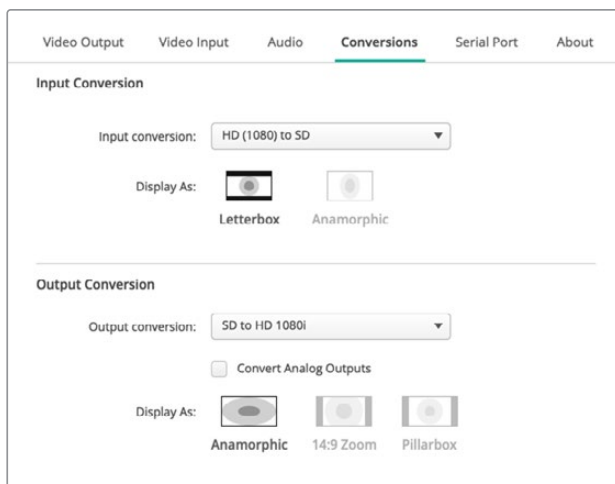 Video Output Video Input Audio Conversions Serial Port About
Input Conversion
Input conversion: HD (1080) to SD
Display As:
Letterbox Anamorphic
Output Conversion
Output conversion: SD to HD 1080i
Convert Analog Outputs
Display As:
Anamorphic 14:9 Zoom Pillarbox